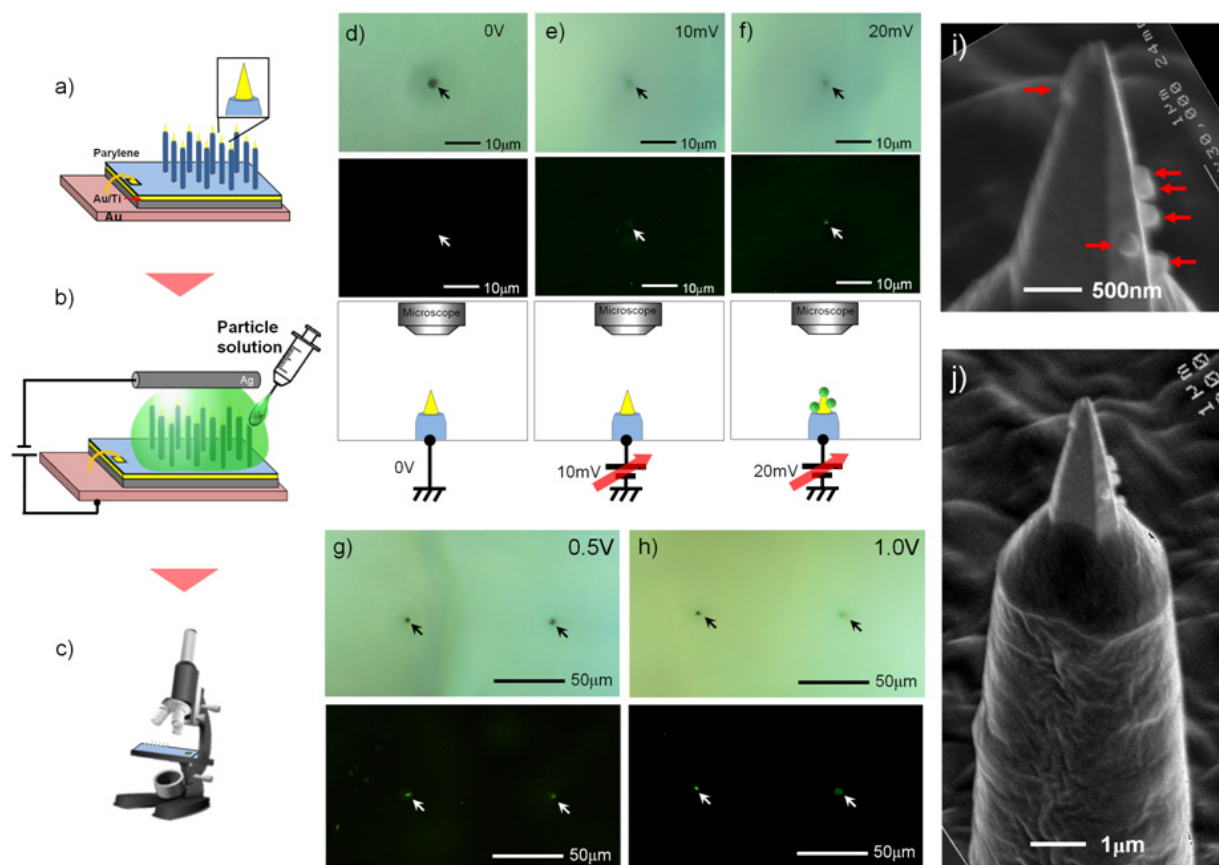 a)
Parylene
Au/Ti
Au
b)
Particle
solution
Ag
c)
d) 0V
10μm
10μm
Microscope
0V
e) 10mV
10μm
10μm
Microscope
10mV
f) 20mV
10μm
10μm
Microscope
20mV
g) 0.5V
50μm
50μm
h) 1.0V
50μm
50μm
i)
500nm
j)
1μm